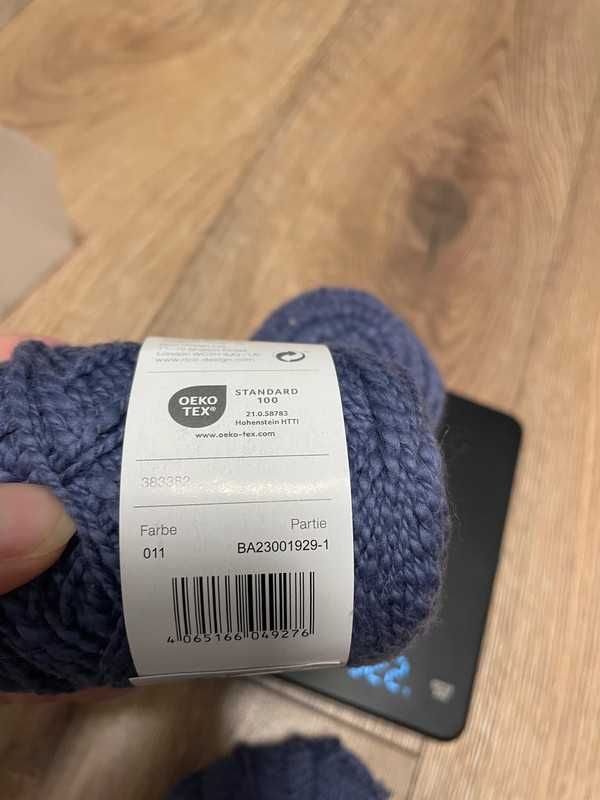 www.rico-design.com
OEKO
TEX®
STANDARD
100
21.0.58783
Hohenstein HTTI
www.oeko-tex.com
383382
Farbe
Partie
011
BA23001929-1
4 065166 049276